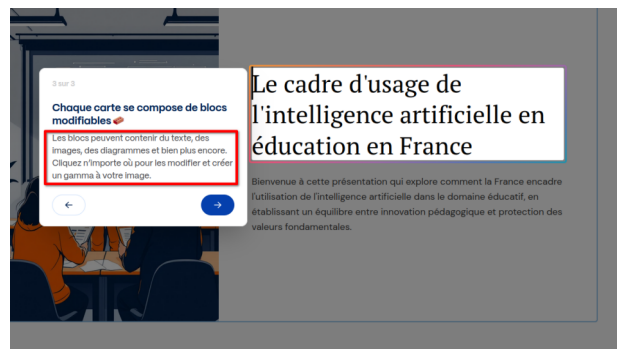 3 sur 3
Chaque carte se compose de blocs
modifiables
Les blocs peuvent contenir du texte, des
images, des diagrammes et bien plus encore.
Cliquez n'importe où pour les modifier et créer
un gamma à votre image.
Le cadre d'usage de
l'intelligence artificielle en
éducation en France
Bienvenue à cette présentation qui explore comment la France encadre
l'utilisation de l'intelligence artificielle dans le domaine éducatif, en
établissant un équilibre entre innovation pédagogique et protection des
valeurs fondamentales.